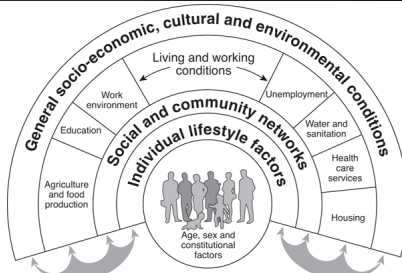 General socio-economic, cultural and environmental conditions
Living and working
conditions
Work
environment
Unemployment
Education
Water and
sanitation
Agriculture
and food
production
Health
care
services
Housing
Social and community networks
Individual lifestyle factors
Age, sex and
constitutional
factors